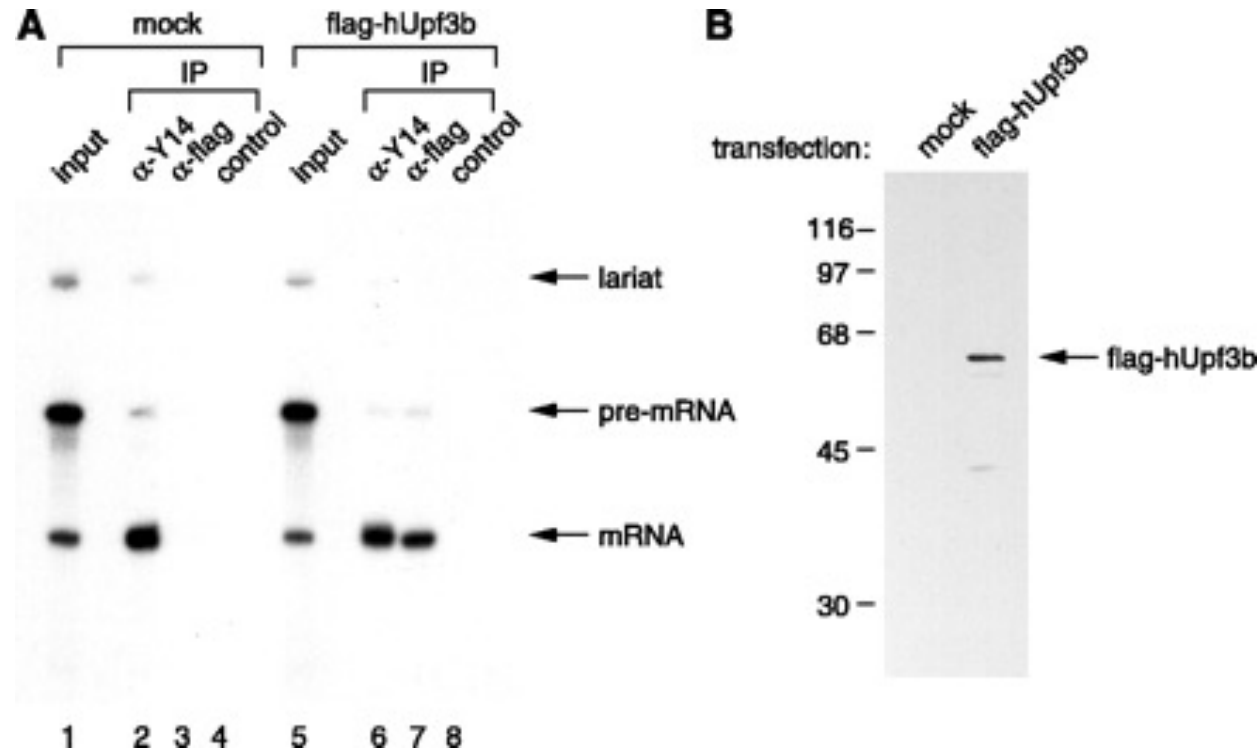 A
mock
flag-hUpf3b
IP
IP
input
α-Y14
α-flag
control
input
α-Y14
α-flag
control
lariat
pre-mRNA
mRNA
1 2 3 4 5 6 7 8
B
transfection:
mock
flag-hUpf3b
116
97
68
flag-hUpf3b
45
30